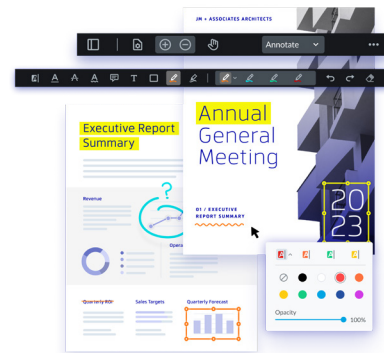 JM + ASSOCIATES ARCHITECTS
Annotate
A A A A T
Annual
General
Meeting
Executive Report
Summary
?
Revenue
01 / EXECUTIVE
REPORT SUMMARY
20
23
Opera
Quarterly ROI
Sales Targets
Quarterly Forecast
A A A A
Opacity
100%